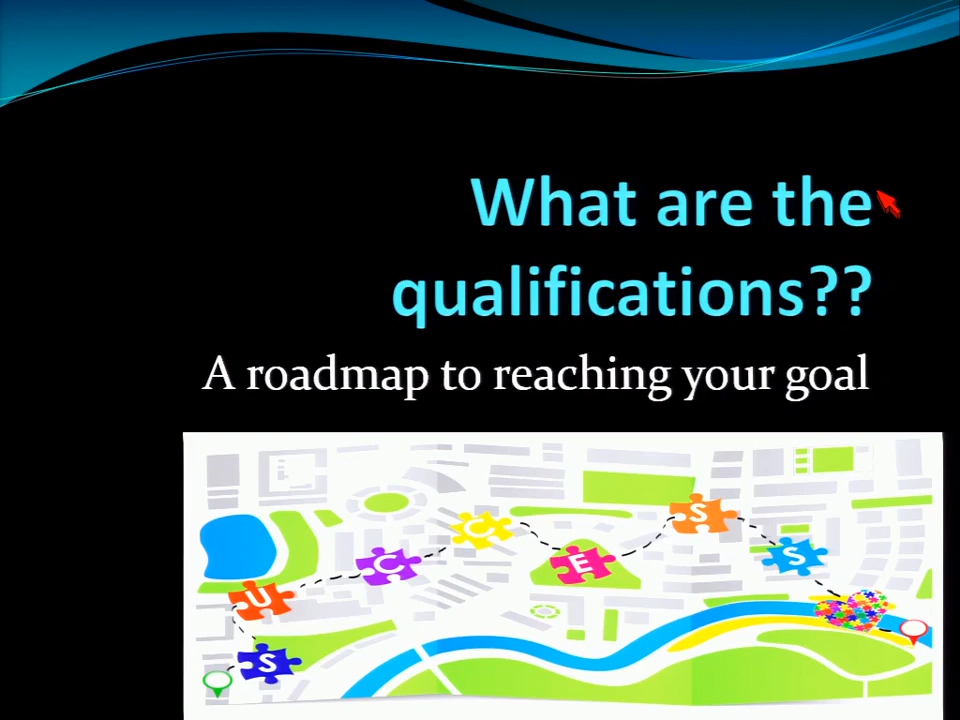 What are the
qualifications??
A roadmap to reaching your goal
S U C C E S S